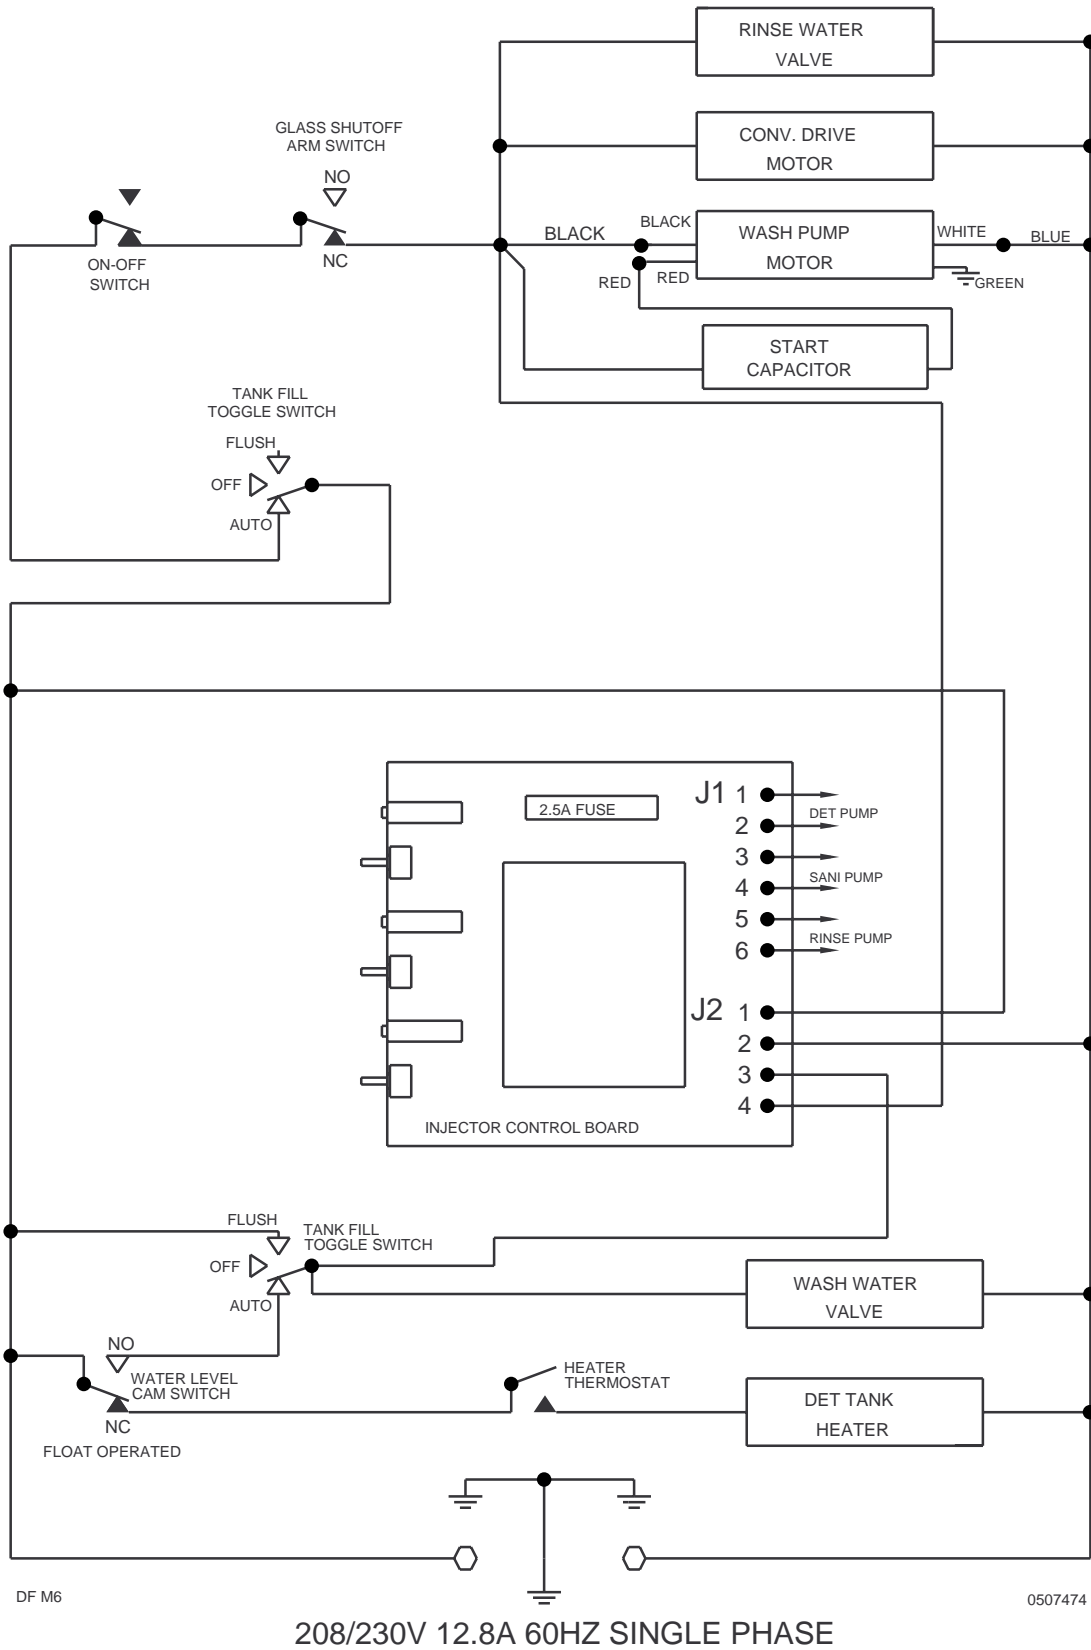 RINSE WATER
VALVE
GLASS SHUTOFF
ARM SWITCH
CONV. DRIVE
MOTOR
NO
BLACK
BLACK
WASH PUMP
MOTOR
WHITE
BLUE
ON-OFF
SWITCH
NC
RED
RED
GREEN
START
CAPACITOR
TANK FILL
TOGGLE SWITCH
FLUSH
OFF
AUTO
J1 1
2.5A FUSE
DET PUMP
2
3
SANI PUMP
4
5
RINSE PUMP
6
J2 1
2
3
4
INJECTOR CONTROL BOARD
FLUSH
TANK FILL
TOGGLE SWITCH
OFF
AUTO
WASH WATER
VALVE
NO
WATER LEVEL
CAM SWITCH
NC
FLOAT OPERATED
HEATER
THERMOSTAT
DET TANK
HEATER
DF M6
0507474
208/230V 12.8A 60HZ SINGLE PHASE